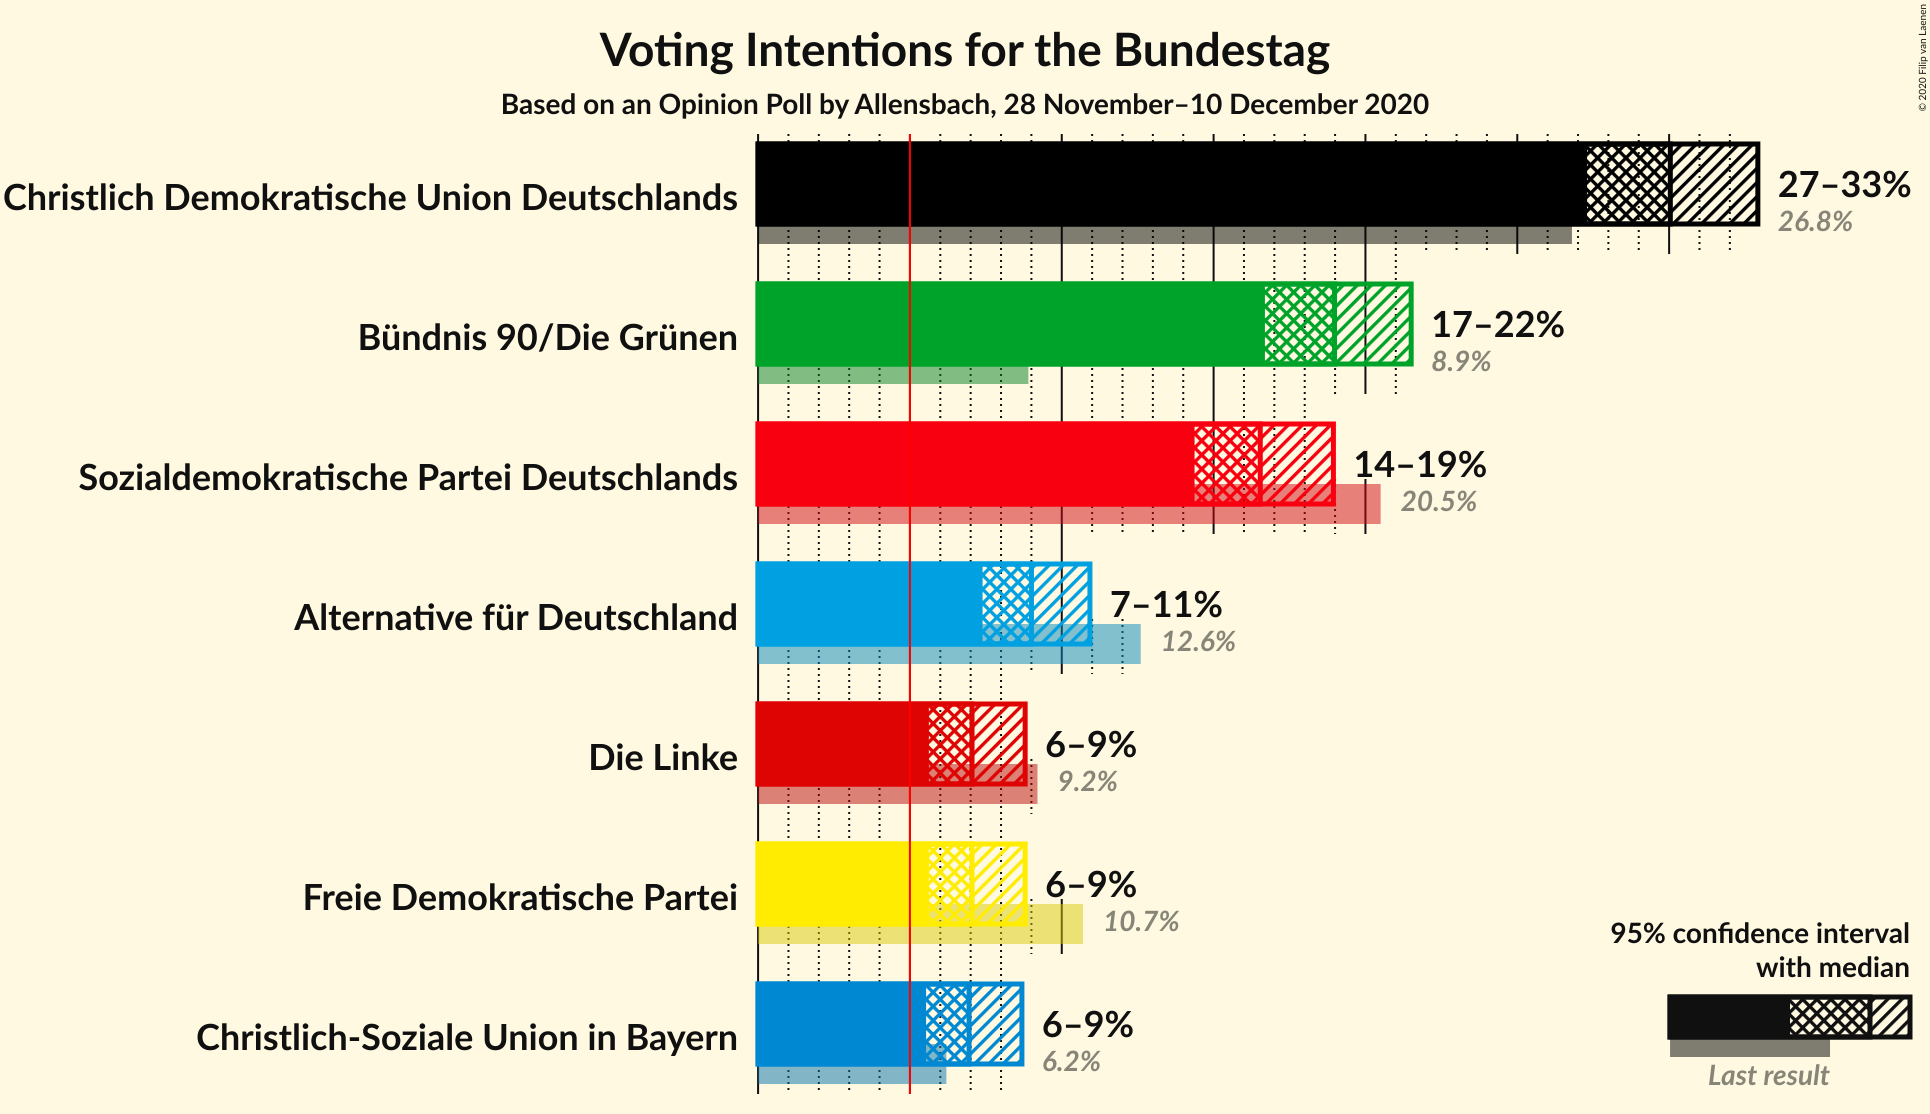 Voting Intentions for the Bundestag
Based on an Opinion Poll by Allensbach, 28 November–10 December 2020
© 2020 Filip van Laenen
Christlich Demokratische Union Deutschlands
27–33%
26.8%
Bündnis 90/Die Grünen
17–22%
8.9%
Sozialdemokratische Partei Deutschlands
14–19%
20.5%
Alternative für Deutschland
7–11%
12.6%
Die Linke
6–9%
9.2%
Freie Demokratische Partei
6–9%
10.7%
Christlich-Soziale Union in Bayern
6–9%
6.2%
95% confidence interval
with median
Last result